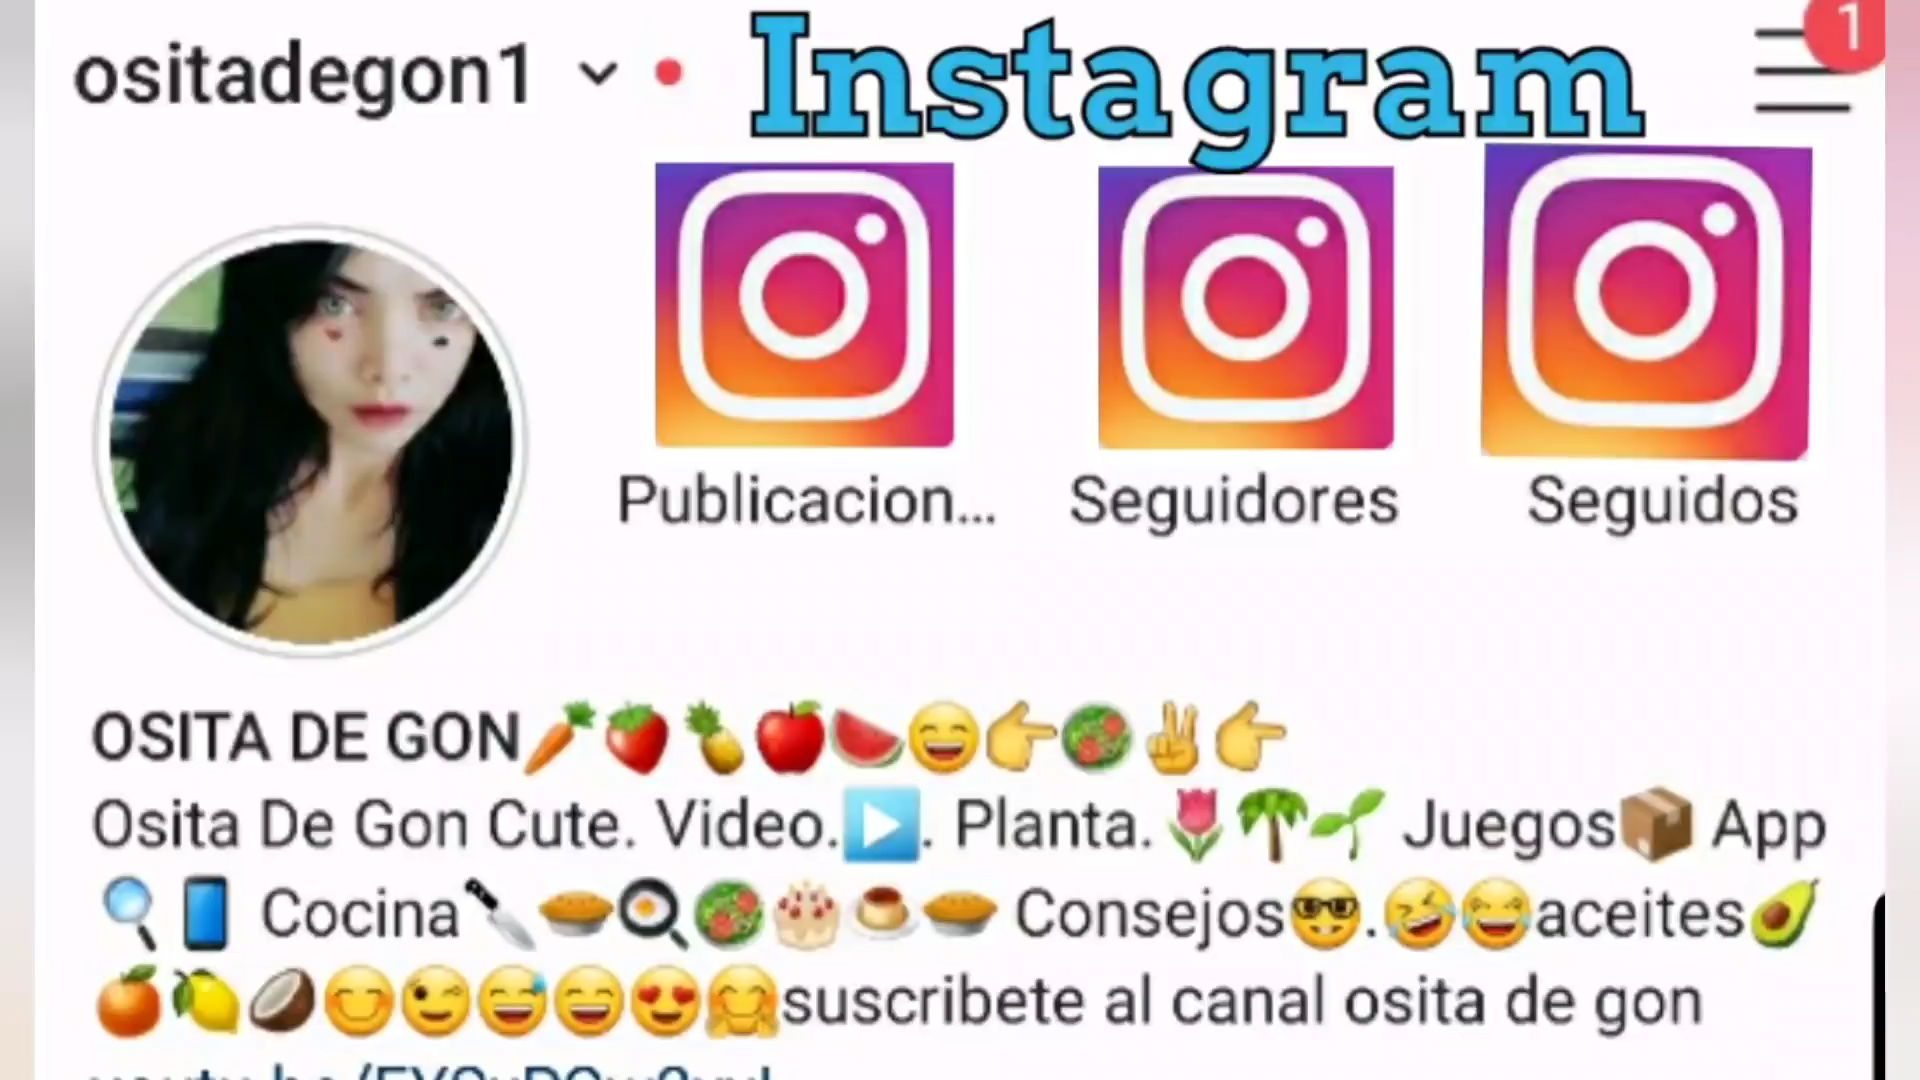 ositadegon1
Instagram
1
Publicacion... Seguidores Seguidos
OSITA DE GON🥕🍓🍍🍎🍉😄👉🥗✌👉
Osita De Gon Cute. Video.▶. Planta.🌷🌴🌱 Juegos📦 App
🔍📱 Cocina🔪🥧🍳🥗🎂🍮🥧 Consejos🤓.🤣😂aceites🥑
🍊🍋🥥😊😉😅😄😍🤗suscribete al canal osita de gon